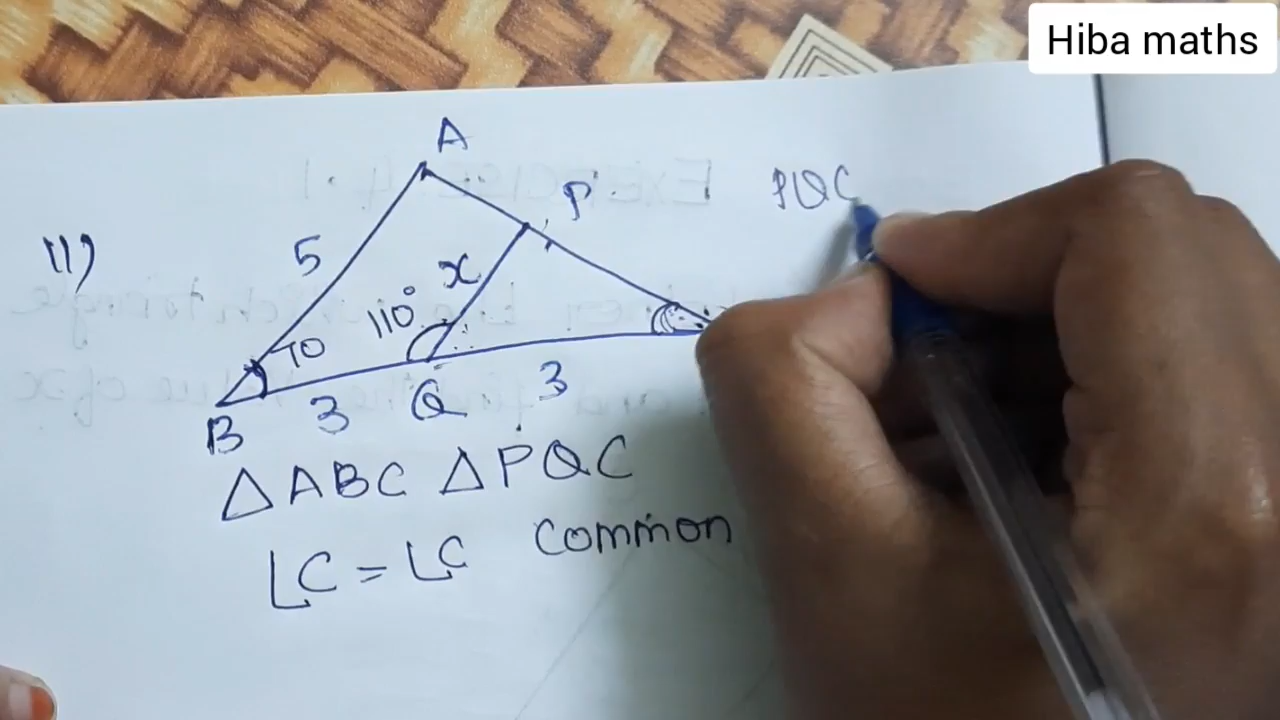 Hiba maths
A
P
PQC
11)
5
x
110°
70
3
B
3
Q
△ABC △PQC
∟C = ∟C common